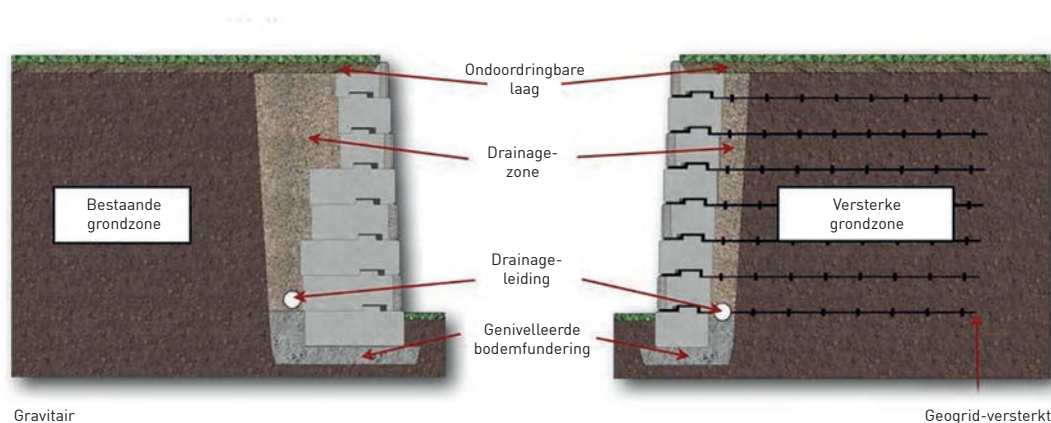 Ondoordringbare
laag
Drainage-
zone
Bestaande
grondzone
Versterke
grondzone
Drainage-
leiding
Genivelleerde
bodemfundering
Gravitair
Geogrid-versterkt